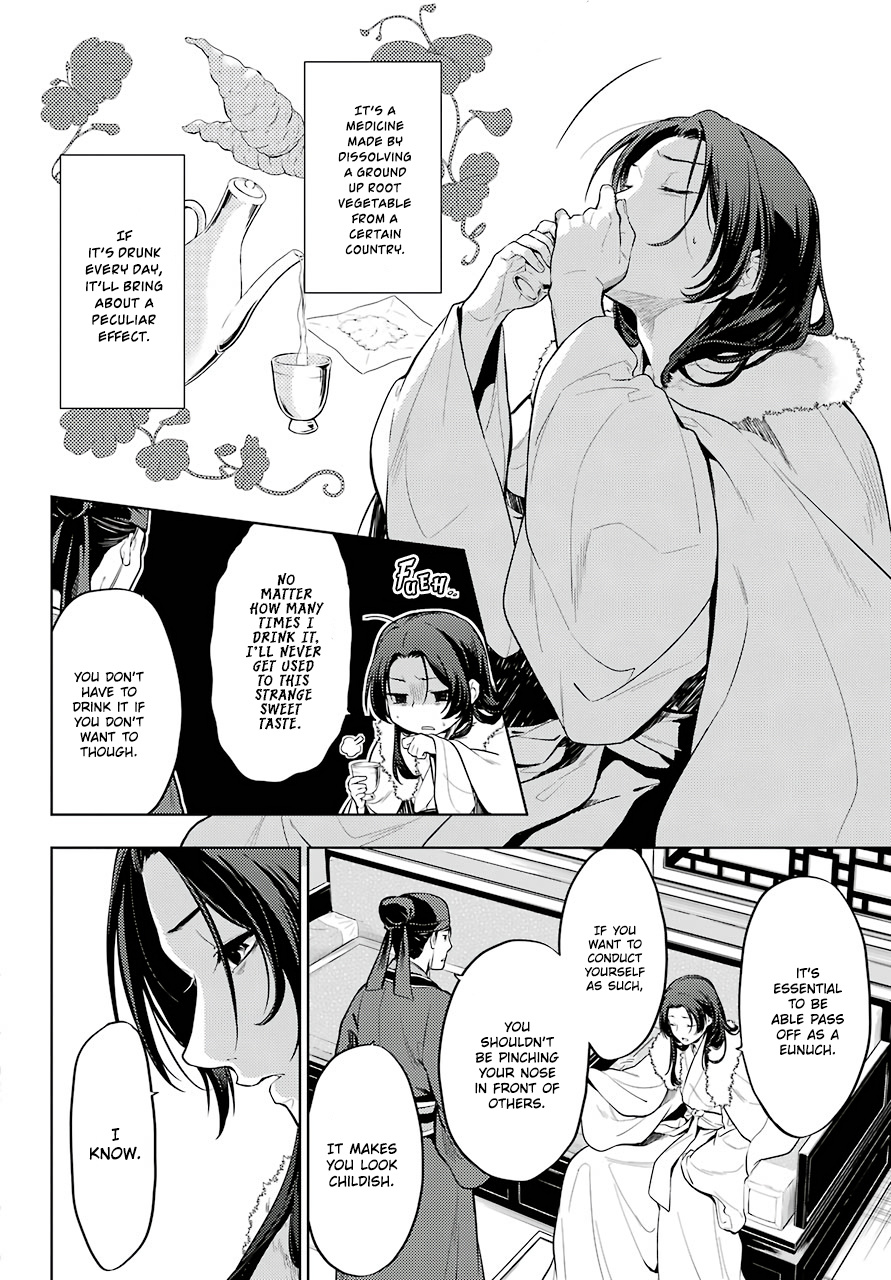 IT'S A
MEDICINE
MADE BY
DISSOLVING
A GROUND
UP ROOT
VEGETABLE
FROM A
CERTAIN
COUNTRY.
IF
IT'S DRUNK
EVERY DAY,
IT'LL BRING
ABOUT A
PECULIAR
EFFECT.
FUEH..
NO
MATTER
HOW MANY
TIMES I
DRINK IT,
I'LL NEVER
GET USED
TO THIS
STRANGE
SWEET
TASTE.
YOU DON'T
HAVE TO
DRINK IT IF
YOU DON'T
WANT TO
THOUGH.
IT'S
ESSENTIAL
TO BE
ABLE PASS
OFF AS A
EUNUCH.
IF YOU
WANT TO
CONDUCT
YOURSELF
AS SUCH,
YOU
SHOULDN'T
BE PINCHING
YOUR NOSE
IN FRONT OF
OTHERS.
IT MAKES
YOU LOOK
CHILDISH.
I
KNOW.